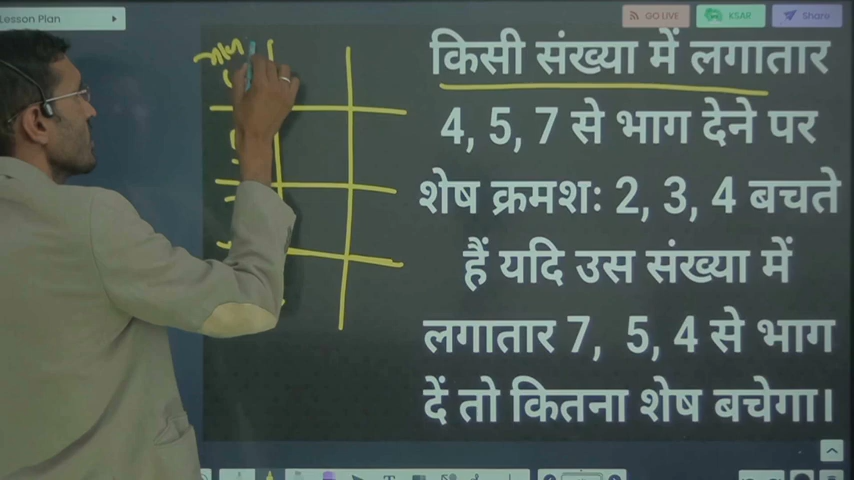 Lesson Plan
GO LIVE
KSAR
Share
किसी संख्या में लगातार
4, 5, 7 से भाग देने पर
शेष क्रमशः 2, 3, 4 बचते
हैं यदि उस संख्या में
लगातार 7, 5, 4 से भाग
दें तो कितना शेष बचेगा।